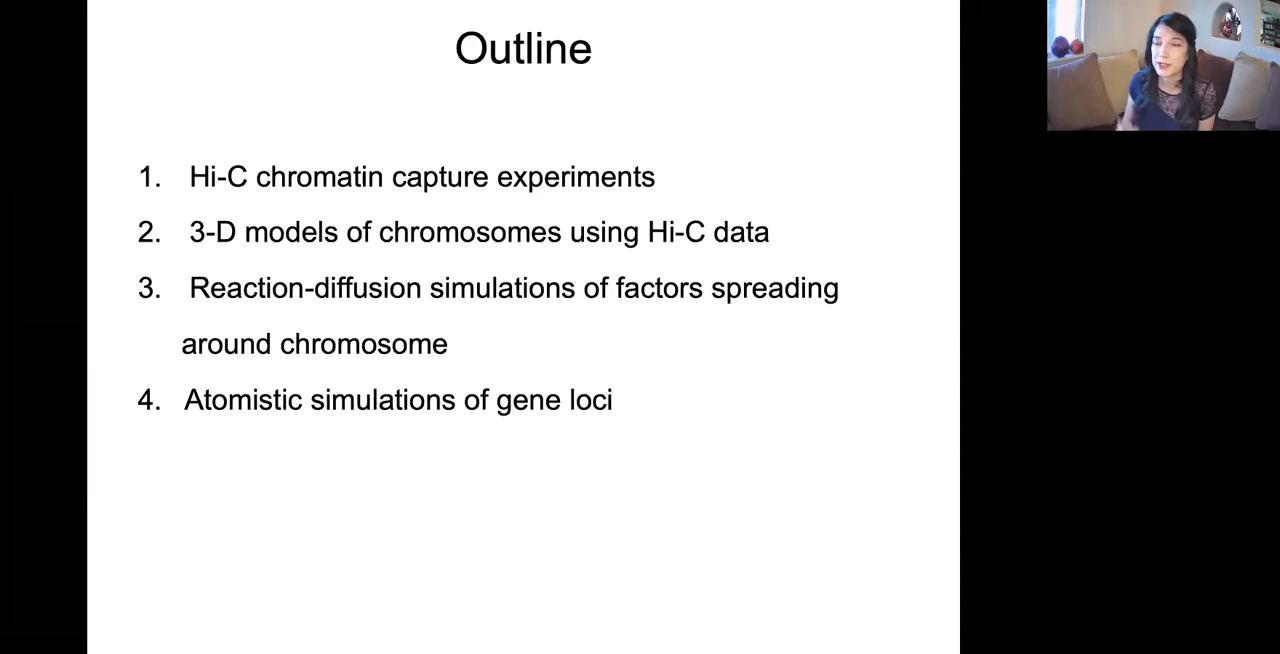 Outline
1. Hi-C chromatin capture experiments
2. 3-D models of chromosomes using Hi-C data
3. Reaction-diffusion simulations of factors spreading
around chromosome
4. Atomistic simulations of gene loci